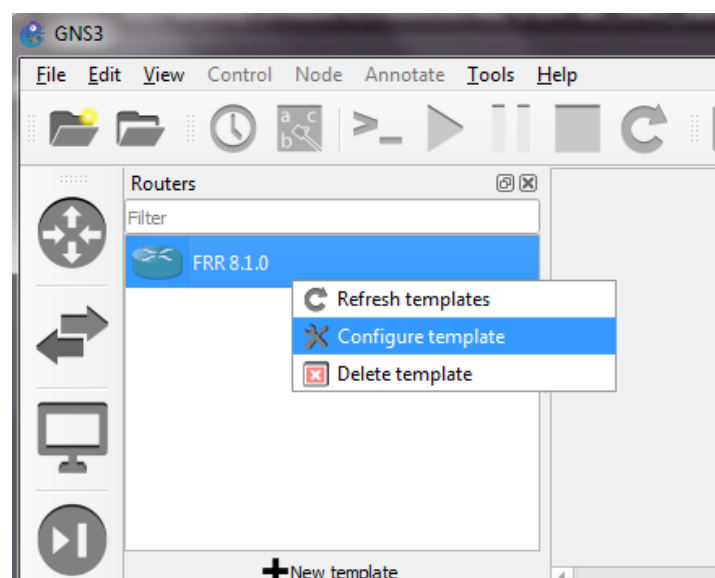 GNS3
File Edit View Control Node Annotate Tools Help
a c
b
Routers
Filter
FRR 8.1.0
Refresh templates
Configure template
Delete template
New template